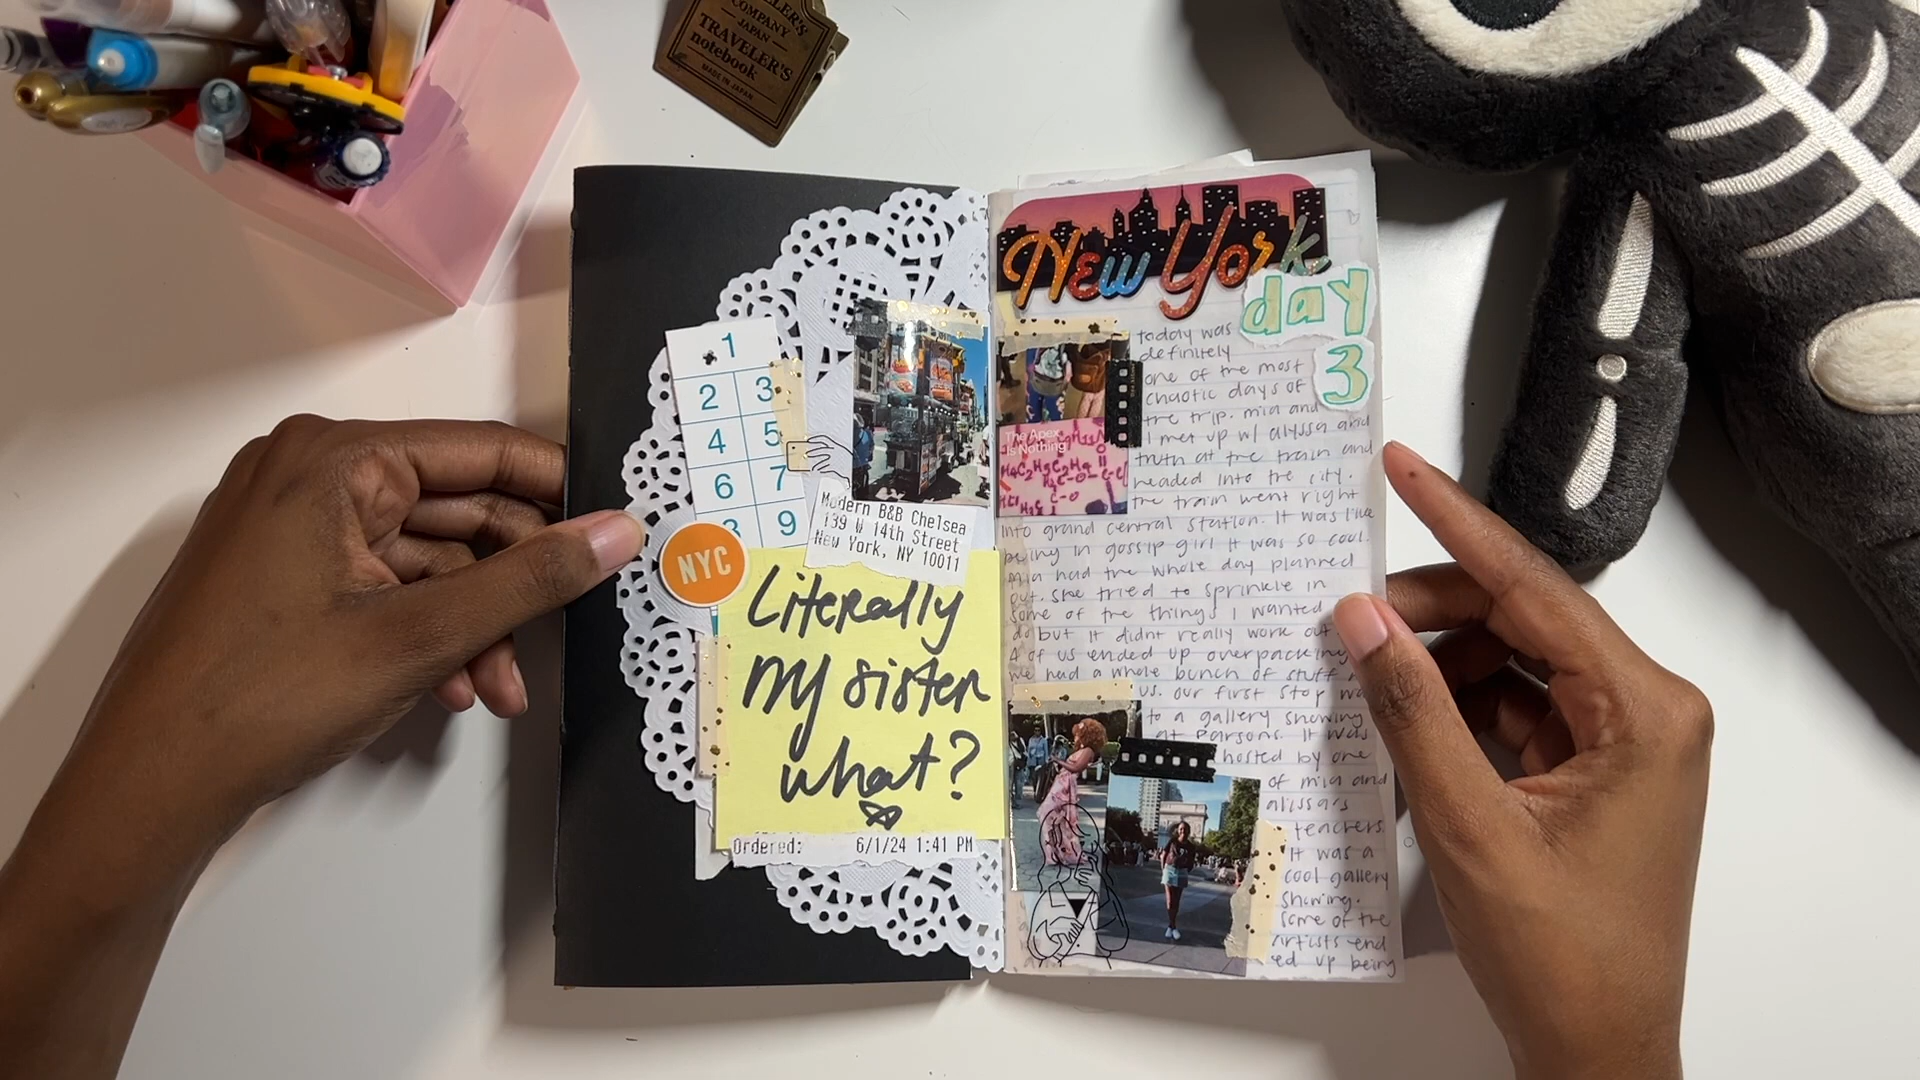 COMPANY
JAPAN
TRAVELER'S
notebook
MADE IN JAPAN
1
2 3
4 5
6 7
9
NYC
Modern B&B Chelsea
139 W 14th Street
New York, NY 10011
Literally
my sister
what?
Ordered: 6/1/24 1:41 PM
New York
day
3
The Apex
Is Nothing
today was
definitely
one of the most
chaotic days of
the trip. mia and
I met up w/ alyssa and
truth at the train and
headed into the city.
the train went right
into grand central station. It was like
being in gossip girl it was so cool.
Mia had the whole day planned
out. she tried to sprinkle in
some of the things I wanted
do but it didnt really work out
4 of us ended up overpacking
we had a whole bunch of stuff
us. our first stop
to a gallery showing
at Parsons. It was
hosted by one
of mia and
alissa's
teachers.
It was a
cool gallery
showing.
some of the
artists end
ed up being